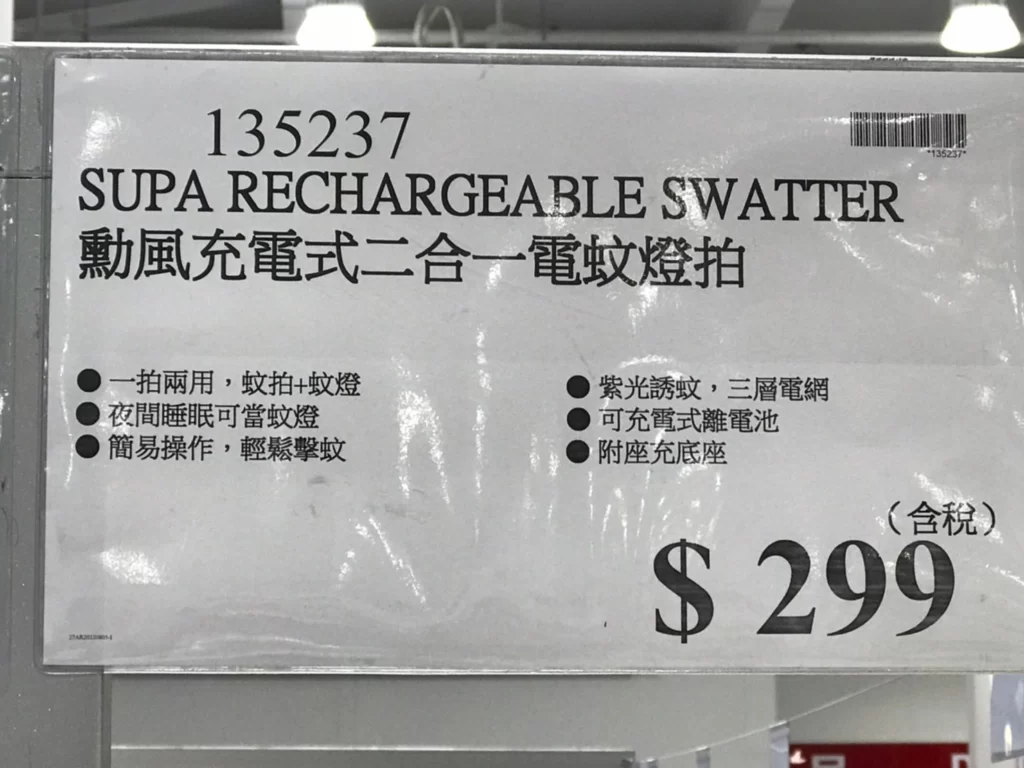 135237
*135237*
SUPA RECHARGEABLE SWATTER
勳風充電式二合一電蚊燈拍
●一拍兩用，蚊拍+蚊燈
●夜間睡眠可當蚊燈
●簡易操作，輕鬆擊蚊
●紫光誘蚊，三層電網
●可充電式離電池
●附座充底座
（含稅）
$ 299